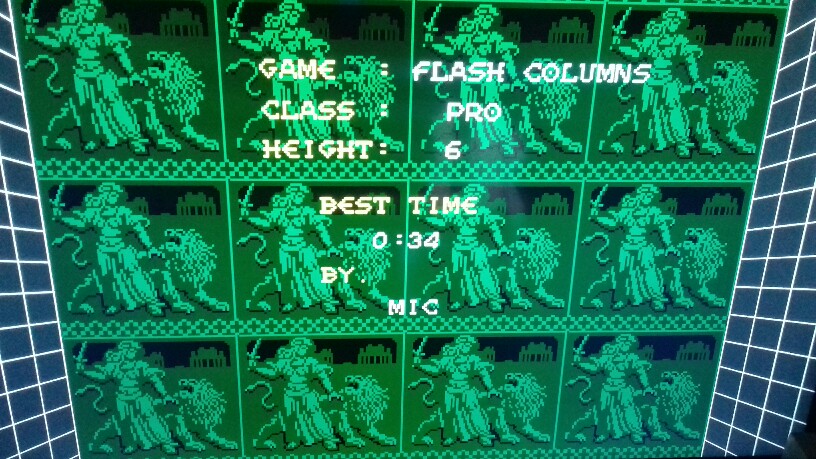 GAME : FLASH COLUMNS
CLASS : PRO
HEIGHT: 6
BEST TIME
0:34
BY.
MIC